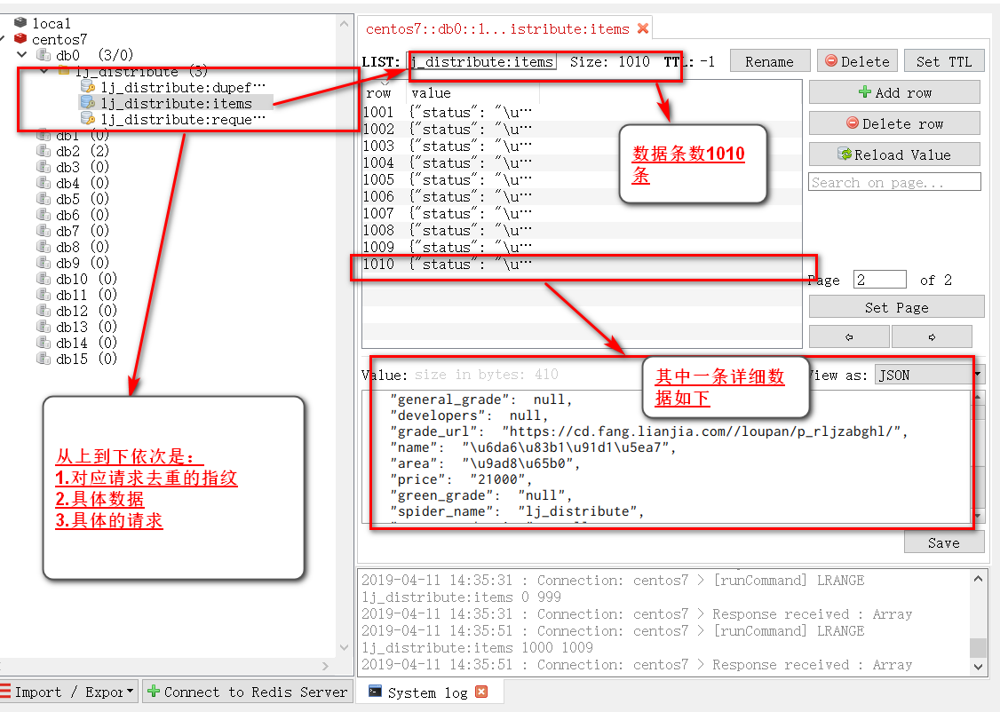 local
centos7
db0 (3/0)
lj_distribute (3)
lj_distribute:dupef…
lj_distribute:items
lj_distribute:reque…
db1 (0)
db2 (2)
db3 (0)
db4 (0)
db5 (0)
db6 (0)
db7 (0)
db8 (0)
db9 (0)
db10 (0)
db11 (0)
db12 (0)
db13 (0)
db14 (0)
db15 (0)
从上到下依次是：
1.对应请求去重的指纹
2.具体数据
3.具体的请求
Import / Expor
Connect to Redis Server
centos7::db0::l...istribute:items
LIST: j_distribute:items Size: 1010 TTL: -1 Rename Delete Set TTL
row value
1001 {"status": "\u…
1002 {"status": "\u…
1003 {"status": "\u…
1004 {"status": "\u…
1005 {"status": "\u…
1006 {"status": "\u…
1007 {"status": "\u…
1008 {"status": "\u…
1009 {"status": "\u…
1010 {"status": "\u…
数据条数1010
条
Add row
Delete row
Reload Value
Search on page...
Page 2 of 2
Set Page
Value: size in bytes: 410
View as: JSON
其中一条详细数
据如下
"general_grade": null,
"developers": null,
"grade_url": "https://cd.fang.lianjia.com//loupan/p_rljzabghl/",
"name": "\u6da6\u83b1\u91d1\u5ea7",
"area": "\u9ad8\u65b0",
"price": "21000",
"green_grade": "null",
"spider_name": "lj_distribute",
Save
2019-04-11 14:35:31 : Connection: centos7 > [runCommand] LRANGE
lj_distribute:items 0 999
2019-04-11 14:35:31 : Connection: centos7 > Response received : Array
2019-04-11 14:35:51 : Connection: centos7 > [runCommand] LRANGE
lj_distribute:items 1000 1009
2019-04-11 14:35:51 : Connection: centos7 > Response received : Array
System log